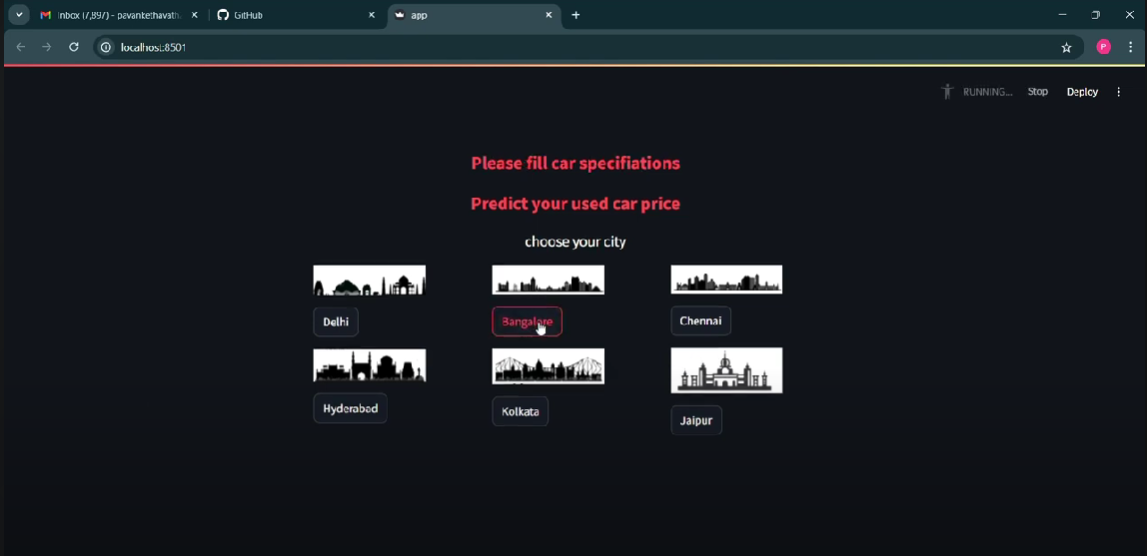 Inbox (7,897) - pavankethavath.
GitHub
app
localhost:8501
P
RUNNING...
Stop
Deploy
Please fill car specifiations
Predict your used car price
choose your city
Delhi
Bangalore
Chennai
Hyderabad
Kolkata
Jaipur